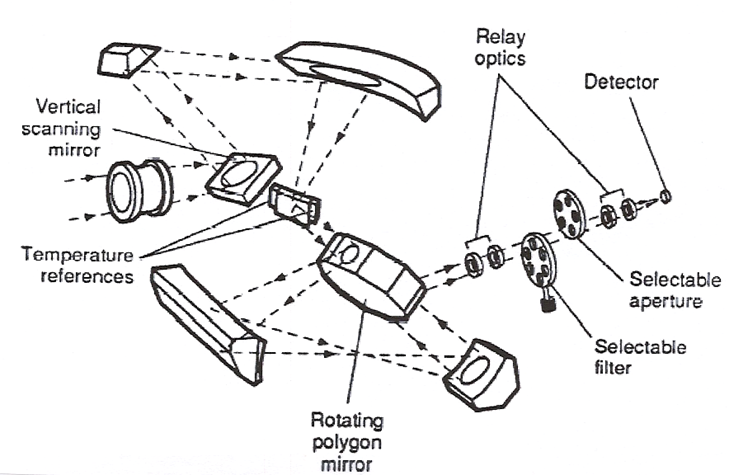 Relay
optics
Detector
Vertical
scanning
mirror
Temperature
references
Selectable
aperture
Selectable
filter
Rotating
polygon
mirror